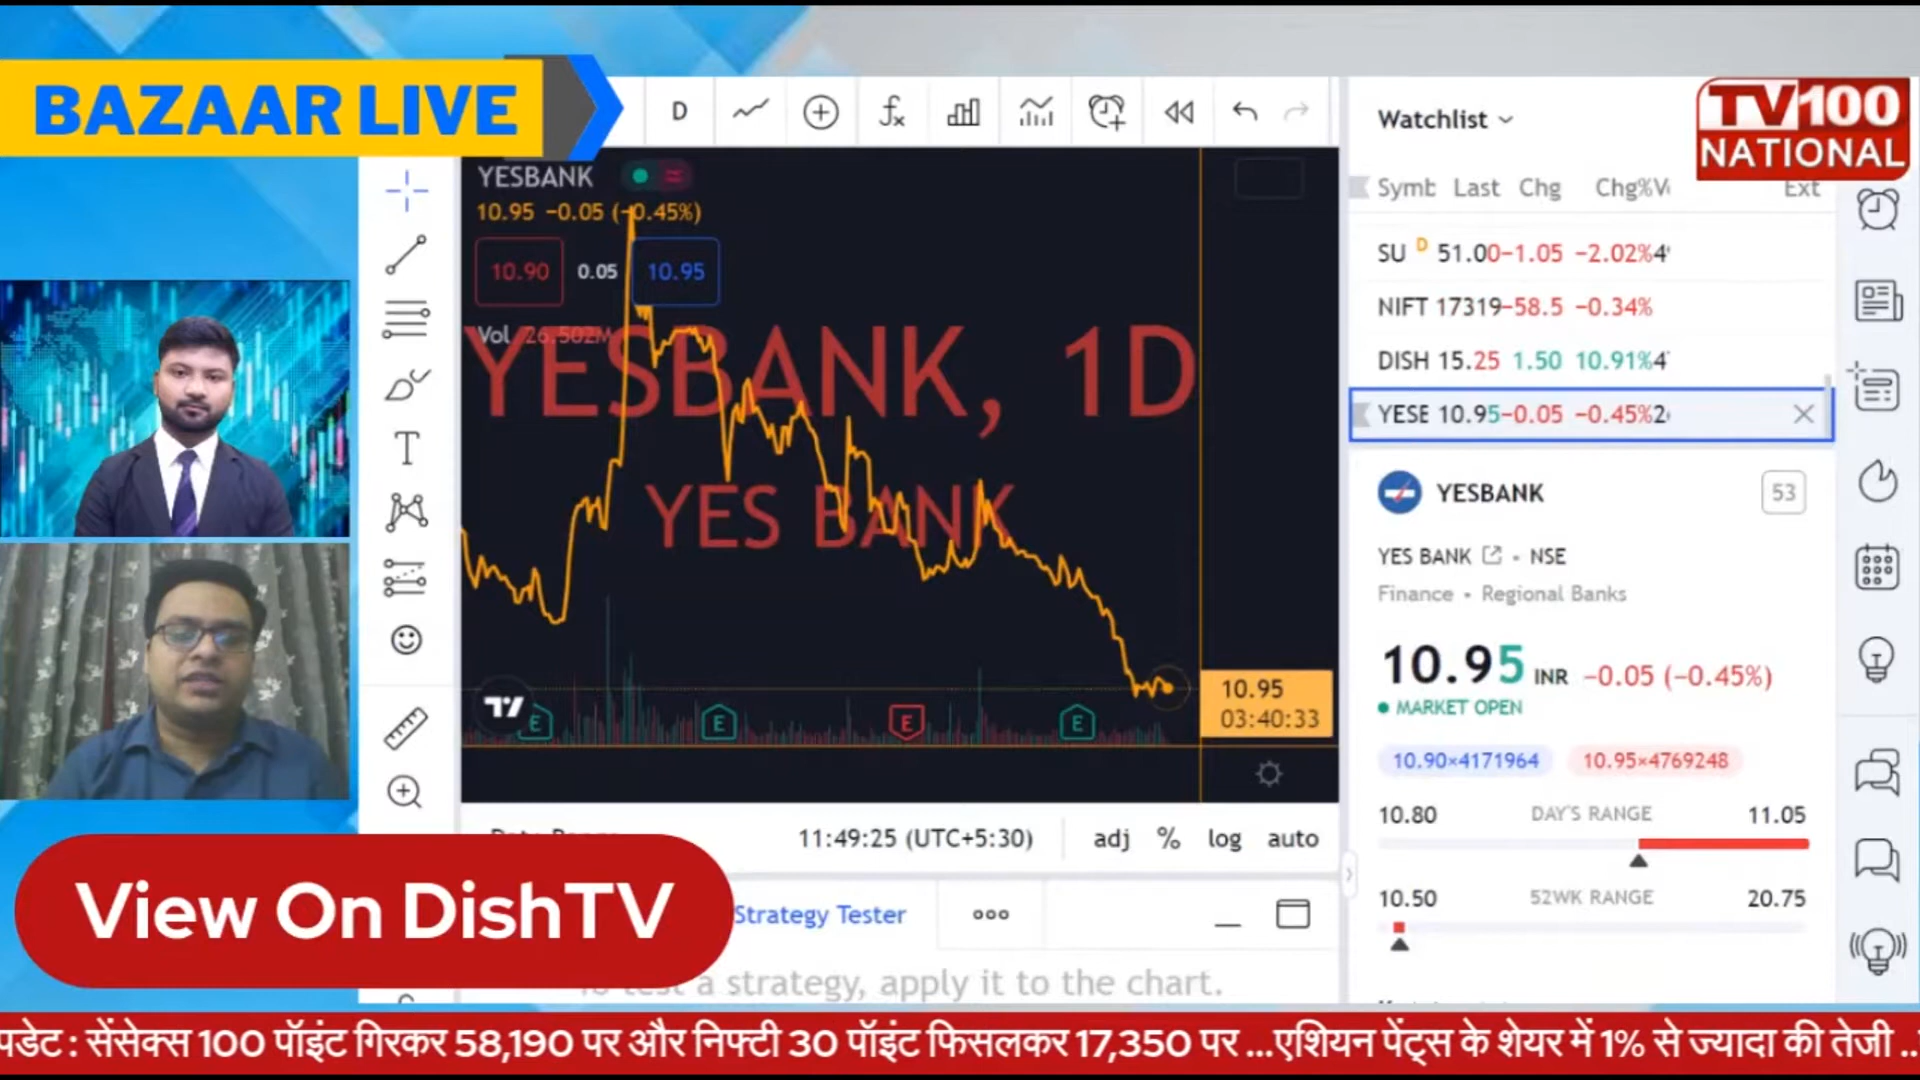 BAZAAR LIVE
D
Watchlist
TV100
NATIONAL
Symb Last Chg Chg% Ext
YESBANK
10.95 −0.05 (−0.45%)
10.90 0.05 10.95
Vol 26.502M
YESBANK, 1D
YES BANK
SU D 51.00 −1.05 −2.02%
NIFT 17319 −58.5 −0.34%
DISH 15.25 1.50 10.91%
YESE 10.95 −0.05 −0.45%
YESBANK 53
YES BANK • NSE
Finance • Regional Banks
10.95 INR −0.05 (−0.45%)
MARKET OPEN
10.90×4171964 10.95×4769248
10.80 DAY'S RANGE 11.05
10.50 52WK RANGE 20.75
T
E E E E
10.95
03:40:33
11:49:25 (UTC+5:30) adj % log auto
View On DishTV
Strategy Tester
a strategy, apply it to the chart.
पडेट : सेंसेक्स 100 पॉइंट गिरकर 58,190 पर और निफ्टी 30 पॉइंट फिसलकर 17,350 पर ...एशियन पेंट्स के शेयर में 1% से ज्यादा की तेजी ..